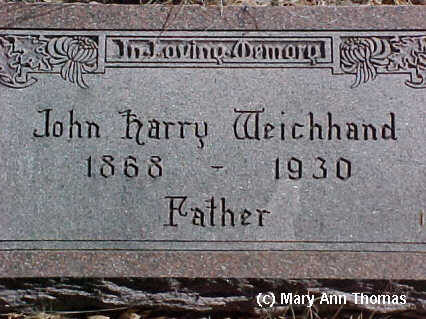 In Loving Memory
John Harry Weichhand
1868 - 1930
Father
(c) Mary Ann Thomas